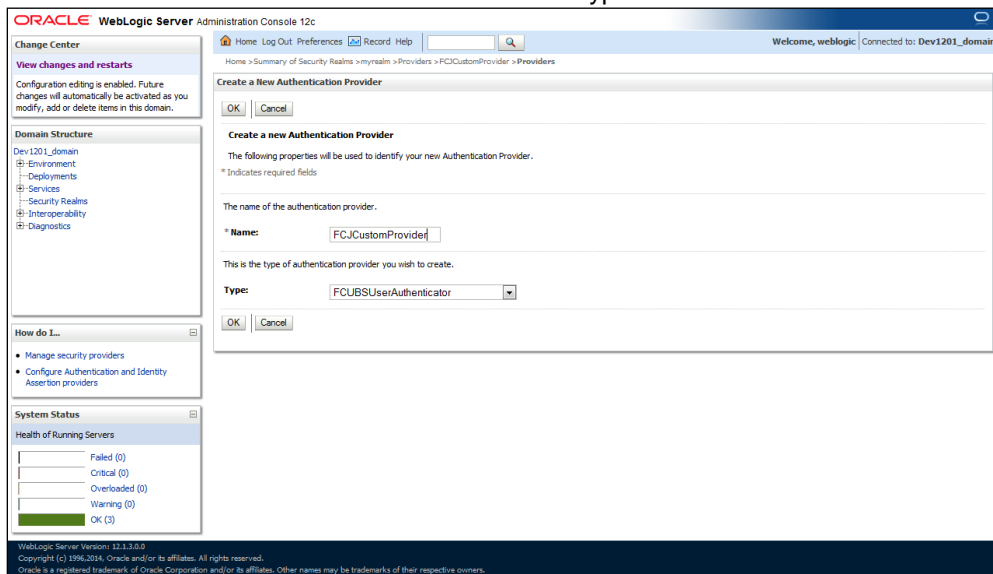 Typ
ORACLE WebLogic Server Administration Console 12c
Change Center
View changes and restarts
Configuration editing is enabled. Future
changes will automatically be activated as you
modify, add or delete items in this domain.
Domain Structure
Dev1201_domain
Environment
Deployments
Services
Security Realms
Interoperability
Diagnostics
How do I...
Manage security providers
Configure Authentication and Identity
Assertion providers
System Status
Health of Running Servers
Failed (0)
Critical (0)
Overloaded (0)
Warning (0)
OK (3)
Home Log Out Preferences Record Help
Welcome, weblogic Connected to: Dev1201_domain
Home >Summary of Security Realms >myrealm >Providers >FCJCustomProvider >Providers
Create a New Authentication Provider
OK Cancel
Create a new Authentication Provider
The following properties will be used to identify your new Authentication Provider.
* Indicates required fields
The name of the authentication provider.
* Name: FCJCustomProvider
This is the type of authentication provider you wish to create.
Type: FCUBSUserAuthenticator
OK Cancel
WebLogic Server Version: 12.1.3.0.0
Copyright (c) 1996,2014, Oracle and/or its affiliates. All rights reserved.
Oracle is a registered trademark of Oracle Corporation and/or its affiliates. Other names may be trademarks of their respective owners.